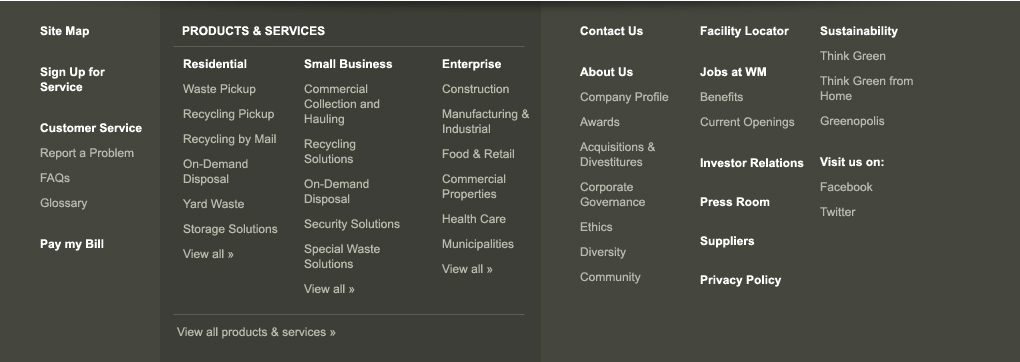 Site Map
Sign Up for
Service
Customer Service
Report a Problem
FAQs
Glossary
Pay my Bill
PRODUCTS & SERVICES
Residential
Waste Pickup
Recycling Pickup
Recycling by Mail
On-Demand
Disposal
Yard Waste
Storage Solutions
View all »
Small Business
Commercial
Collection and
Hauling
Recycling
Solutions
On-Demand
Disposal
Security Solutions
Special Waste
Solutions
View all »
Enterprise
Construction
Manufacturing &
Industrial
Food & Retail
Commercial
Properties
Health Care
Municipalities
View all »
View all products & services »
Contact Us
About Us
Company Profile
Awards
Acquisitions &
Divestitures
Corporate
Governance
Ethics
Diversity
Community
Facility Locator
Jobs at WM
Benefits
Current Openings
Investor Relations
Press Room
Suppliers
Privacy Policy
Sustainability
Think Green
Think Green from
Home
Greenopolis
Visit us on:
Facebook
Twitter